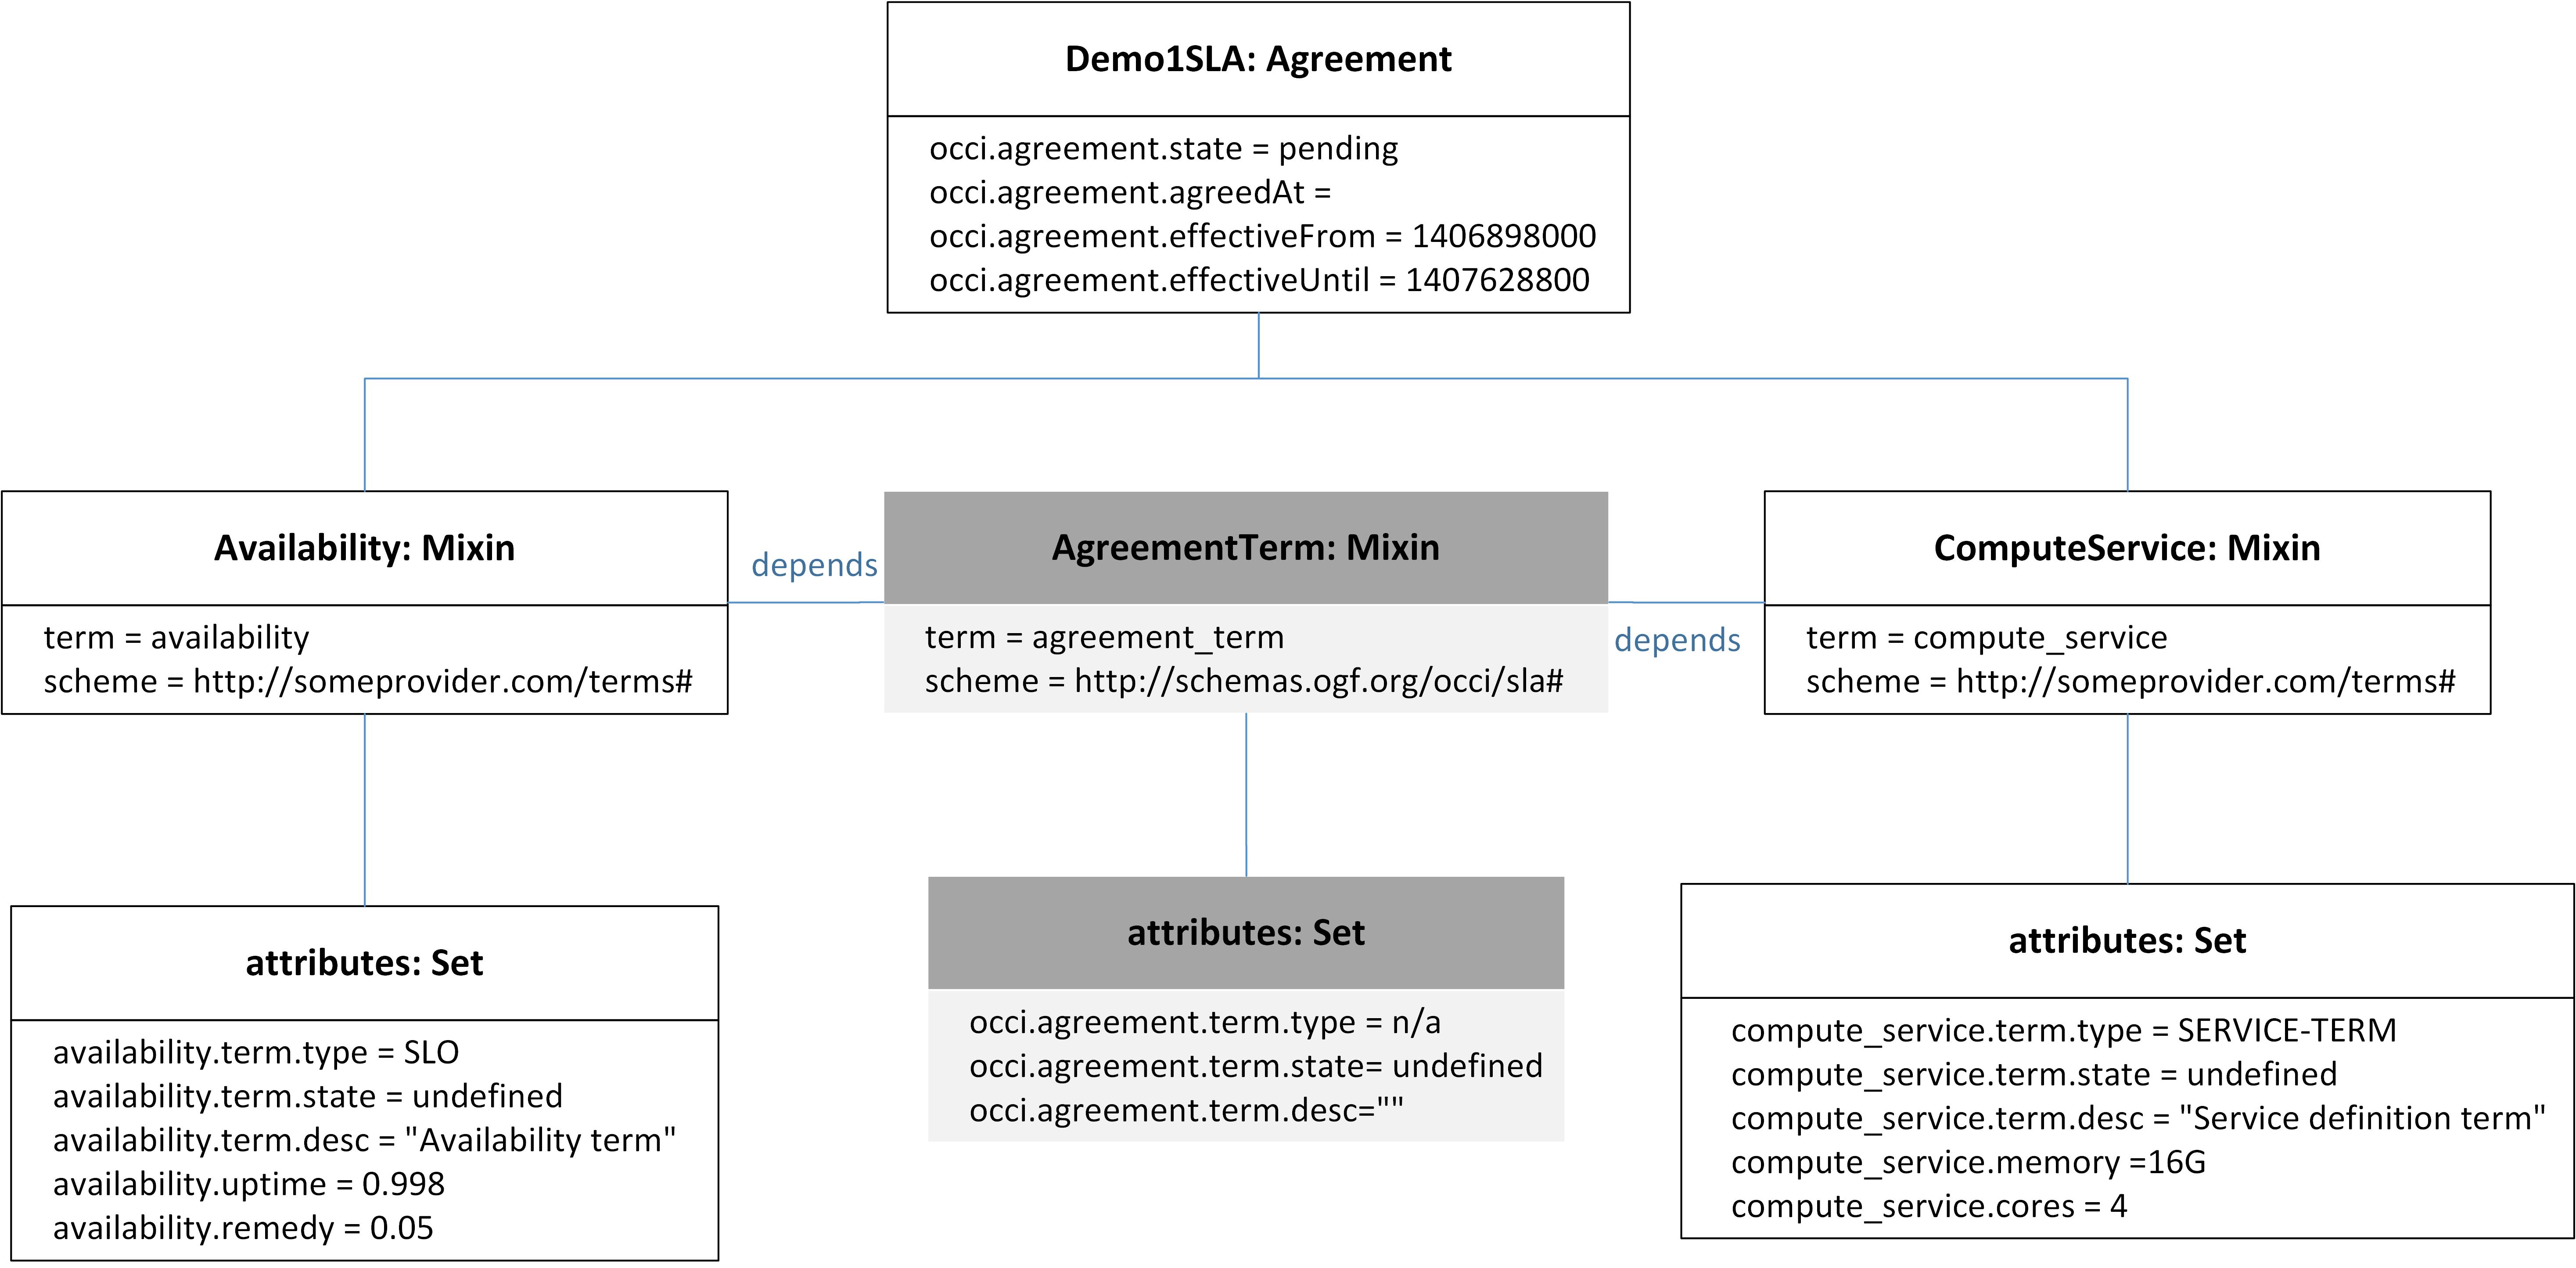 Demo1SLA: Agreement
occi.agreement.state = pending
occi.agreement.agreedAt =
occi.agreement.effectiveFrom = 1406898000
occi.agreement.effectiveUntil = 1407628800
Availability: Mixin
term = availability
scheme = http://someprovider.com/terms#
depends
AgreementTerm: Mixin
term = agreement_term
scheme = http://schemas.ogf.org/occi/sla#
depends
ComputeService: Mixin
term = compute_service
scheme = http://someprovider.com/terms#
attributes: Set
availability.term.type = SLO
availability.term.state = undefined
availability.term.desc = "Availability term"
availability.uptime = 0.998
availability.remedy = 0.05
attributes: Set
occi.agreement.term.type = n/a
occi.agreement.term.state= undefined
occi.agreement.term.desc=""
attributes: Set
compute_service.term.type = SERVICE-TERM
compute_service.term.state = undefined
compute_service.term.desc = "Service definition term"
compute_service.memory =16G
compute_service.cores = 4